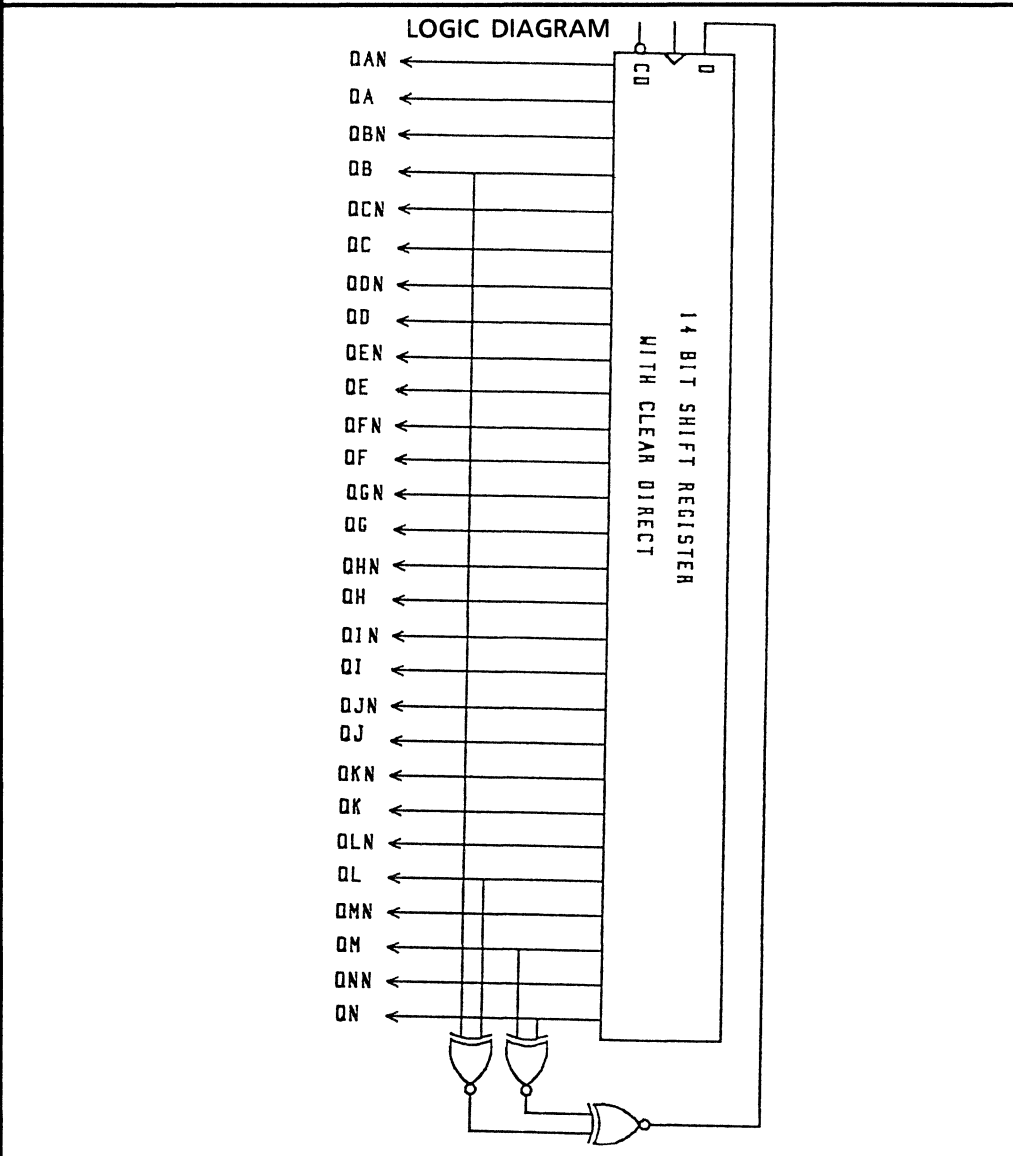 LOGIC DIAGRAM
QAN
QA
QBN
QB
QCN
QC
QDN
QD
QEN
QE
QFN
QF
QGN
QG
QHN
QH
QIN
QI
QJN
QJ
QKN
QK
QLN
QL
QMN
QM
QNN
QN
CD
D
14 BIT SHIFT REGISTER
WITH CLEAR DIRECT